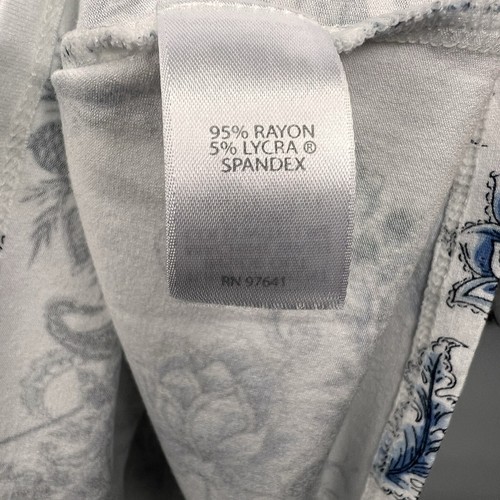 95% RAYON
5% LYCRA ®
SPANDEX
RN 97641